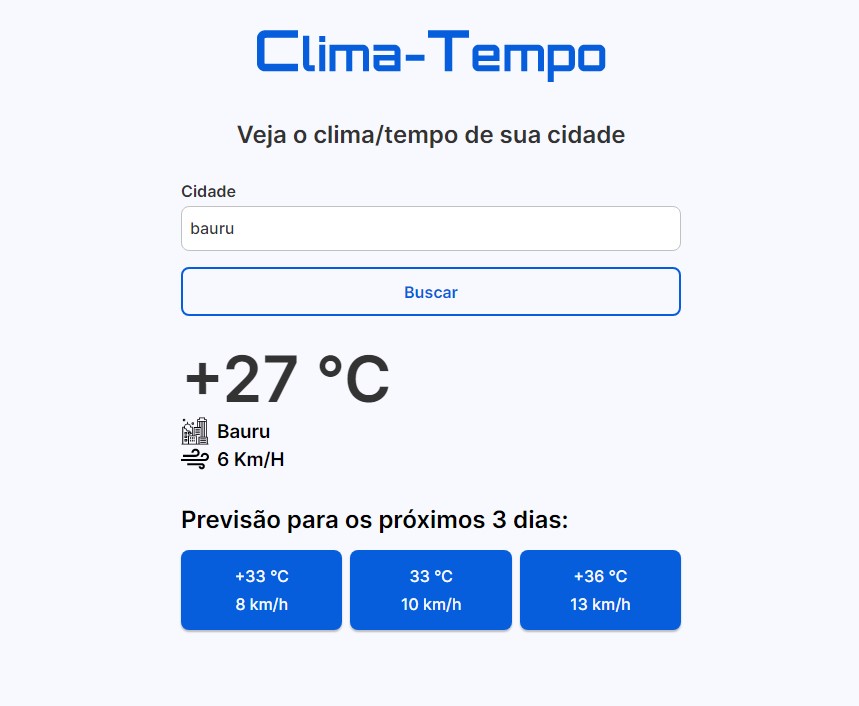 Clima-Tempo
Veja o clima/tempo de sua cidade
Cidade
bauru
Buscar
+27 °C
Bauru
6 Km/H
Previsão para os próximos 3 dias:
+33 °C
8 km/h
33 °C
10 km/h
+36 °C
13 km/h